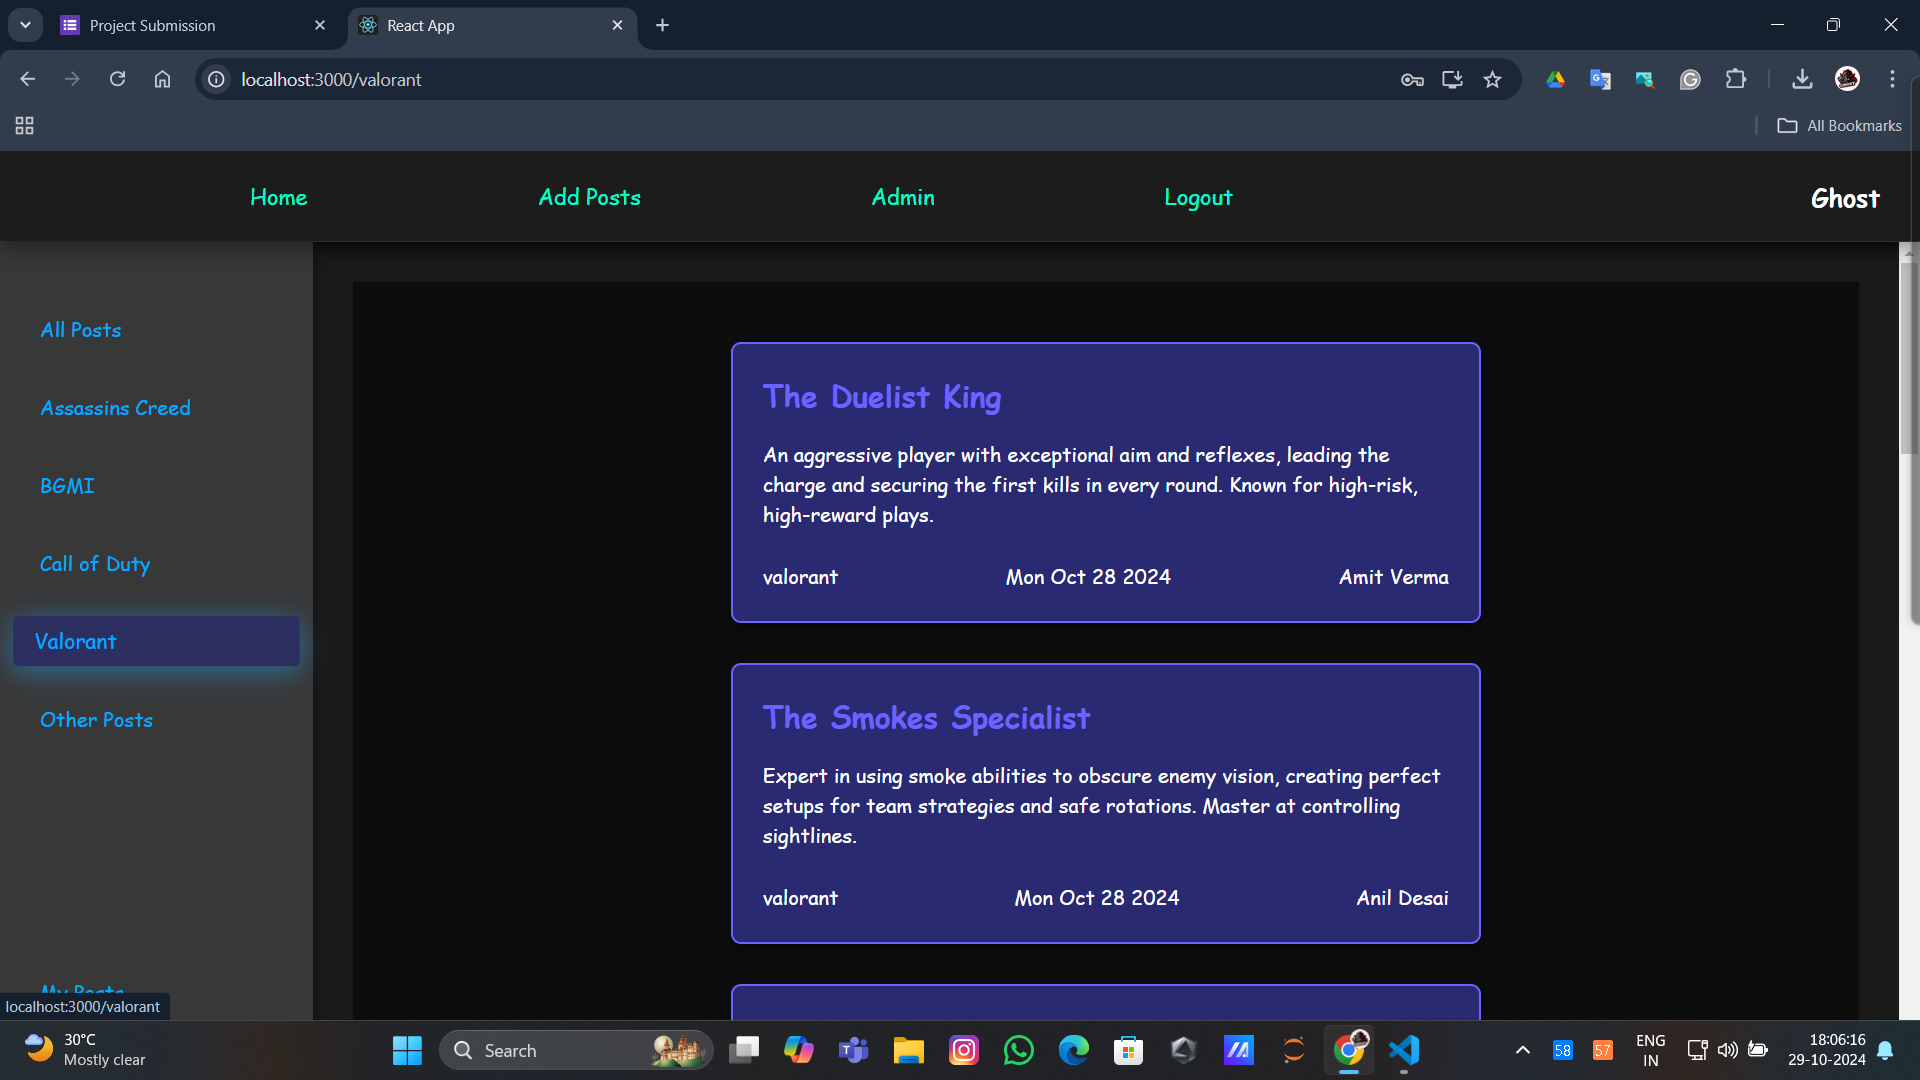 Project Submission
React App
localhost:3000/valorant
All Bookmarks
Home
Add Posts
Admin
Logout
Ghost
All Posts
Assassins Creed
BGMI
Call of Duty
Valorant
Other Posts
My Posts
The Duelist King
An aggressive player with exceptional aim and reflexes, leading the
charge and securing the first kills in every round. Known for high-risk,
high-reward plays.
valorant
Mon Oct 28 2024
Amit Verma
The Smokes Specialist
Expert in using smoke abilities to obscure enemy vision, creating perfect
setups for team strategies and safe rotations. Master at controlling
sightlines.
valorant
Mon Oct 28 2024
Anil Desai
localhost:3000/valorant
30°C
Mostly clear
Search
58
57
ENG
IN
18:06:16
29-10-2024